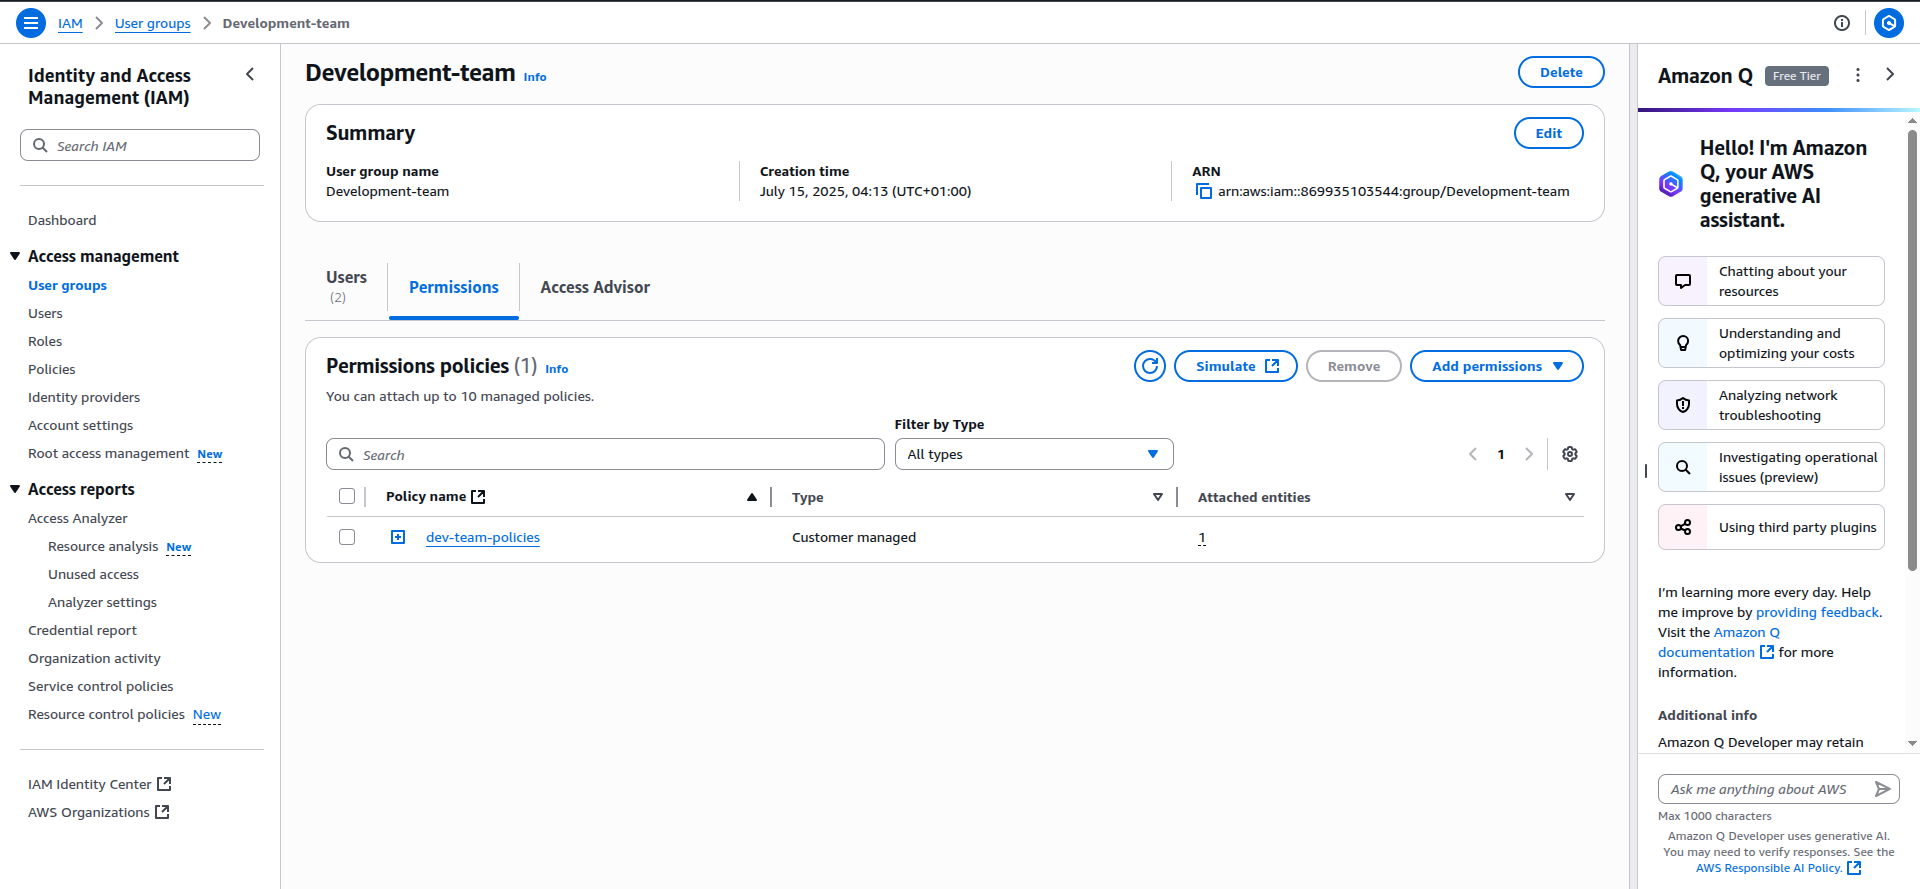 IAM > User groups > Development-team
Identity and Access
Management (IAM)
Search IAM
Dashboard
Access management
User groups
Users
Roles
Policies
Identity providers
Account settings
Root access management New
Access reports
Access Analyzer
Resource analysis New
Unused access
Analyzer settings
Credential report
Organization activity
Service control policies
Resource control policies New
IAM Identity Center
AWS Organizations
Development-team Info
Delete
Summary
Edit
User group name
Development-team
Creation time
July 15, 2025, 04:13 (UTC+01:00)
ARN
arn:aws:iam::869935103544:group/Development-team
Users
(2)
Permissions
Access Advisor
Permissions policies (1) Info
Simulate
Remove
Add permissions
You can attach up to 10 managed policies.
Filter by Type
Search
All types
1
Policy name
Type
Attached entities
dev-team-policies
Customer managed
1
Amazon Q Free Tier
Hello! I'm Amazon
Q, your AWS
generative AI
assistant.
Chatting about your
resources
Understanding and
optimizing your costs
Analyzing network
troubleshooting
Investigating operational
issues (preview)
Using third party plugins
I'm learning more every day. Help
me improve by providing feedback.
Visit the Amazon Q
documentation for more
information.
Additional info
Amazon Q Developer may retain
Ask me anything about AWS
Max 1000 characters
Amazon Q Developer uses generative AI.
You may need to verify responses. See the
AWS Responsible AI Policy.